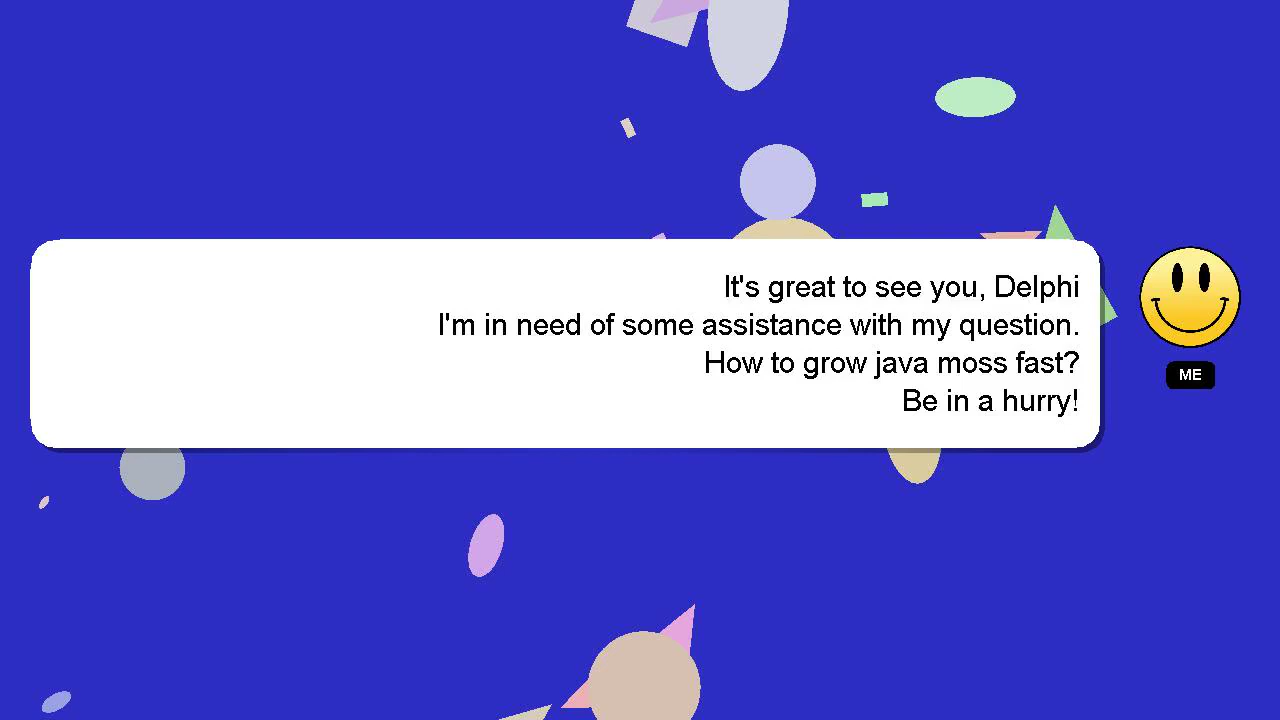 It's great to see you, Delphi
I'm in need of some assistance with my question.
How to grow java moss fast?
Be in a hurry!
ME